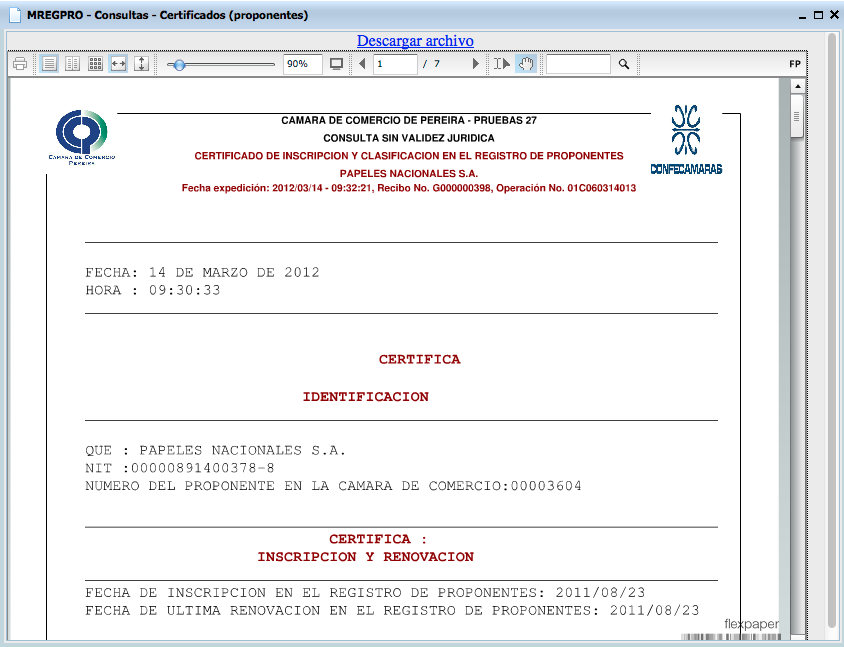 MREGPRO - Consultas - Certificados (proponentes)
Descargar archivo
90%
1 / 7
FP
CAMARA DE COMERCIO DE PEREIRA - PRUEBAS 27
CONSULTA SIN VALIDEZ JURIDICA
CERTIFICADO DE INSCRIPCION Y CLASIFICACION EN EL REGISTRO DE PROPONENTES
PAPELES NACIONALES S.A.
Fecha expedición: 2012/03/14 - 09:32:21, Recibo No. G000000398, Operación No. 01C060314013
CAMARA DE COMERCIO
PEREIRA
CONFECAMARAS
FECHA: 14 DE MARZO DE 2012
HORA : 09:30:33
CERTIFICA
IDENTIFICACION
QUE : PAPELES NACIONALES S.A.
NIT :00000891400378-8
NUMERO DEL PROPONENTE EN LA CAMARA DE COMERCIO:00003604
CERTIFICA :
INSCRIPCION Y RENOVACION
FECHA DE INSCRIPCION EN EL REGISTRO DE PROPONENTES: 2011/08/23
FECHA DE ULTIMA RENOVACION EN EL REGISTRO DE PROPONENTES: 2011/08/23
flexpaper